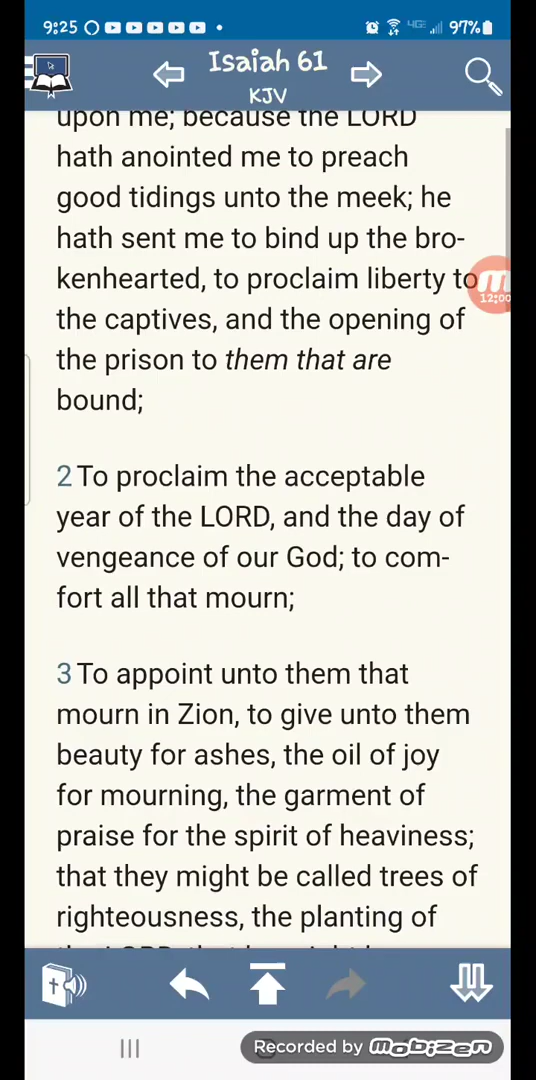 9:25 97%
Isaiah 61
KJV
upon me; because the LORD
hath anointed me to preach
good tidings unto the meek; he
hath sent me to bind up the bro-
kenhearted, to proclaim liberty to
12:00
the captives, and the opening of
the prison to them that are
bound;
2 To proclaim the acceptable
year of the LORD, and the day of
vengeance of our God; to com-
fort all that mourn;
3 To appoint unto them that
mourn in Zion, to give unto them
beauty for ashes, the oil of joy
for mourning, the garment of
praise for the spirit of heaviness;
that they might be called trees of
righteousness, the planting of
Recorded by mobizen